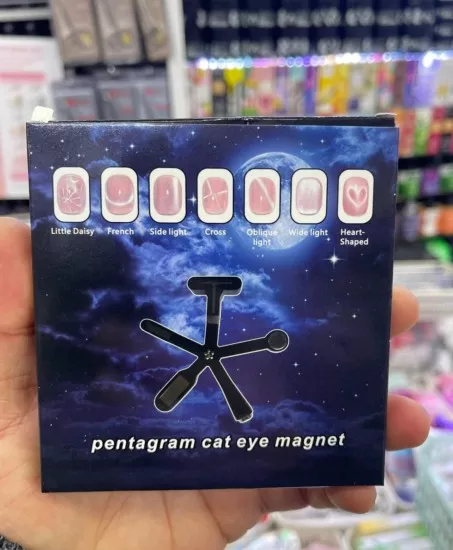 Little Daisy
French
Side light
Cross
Oblique
light
Wide light
Heart-
Shaped
pentagram cat eye magnet